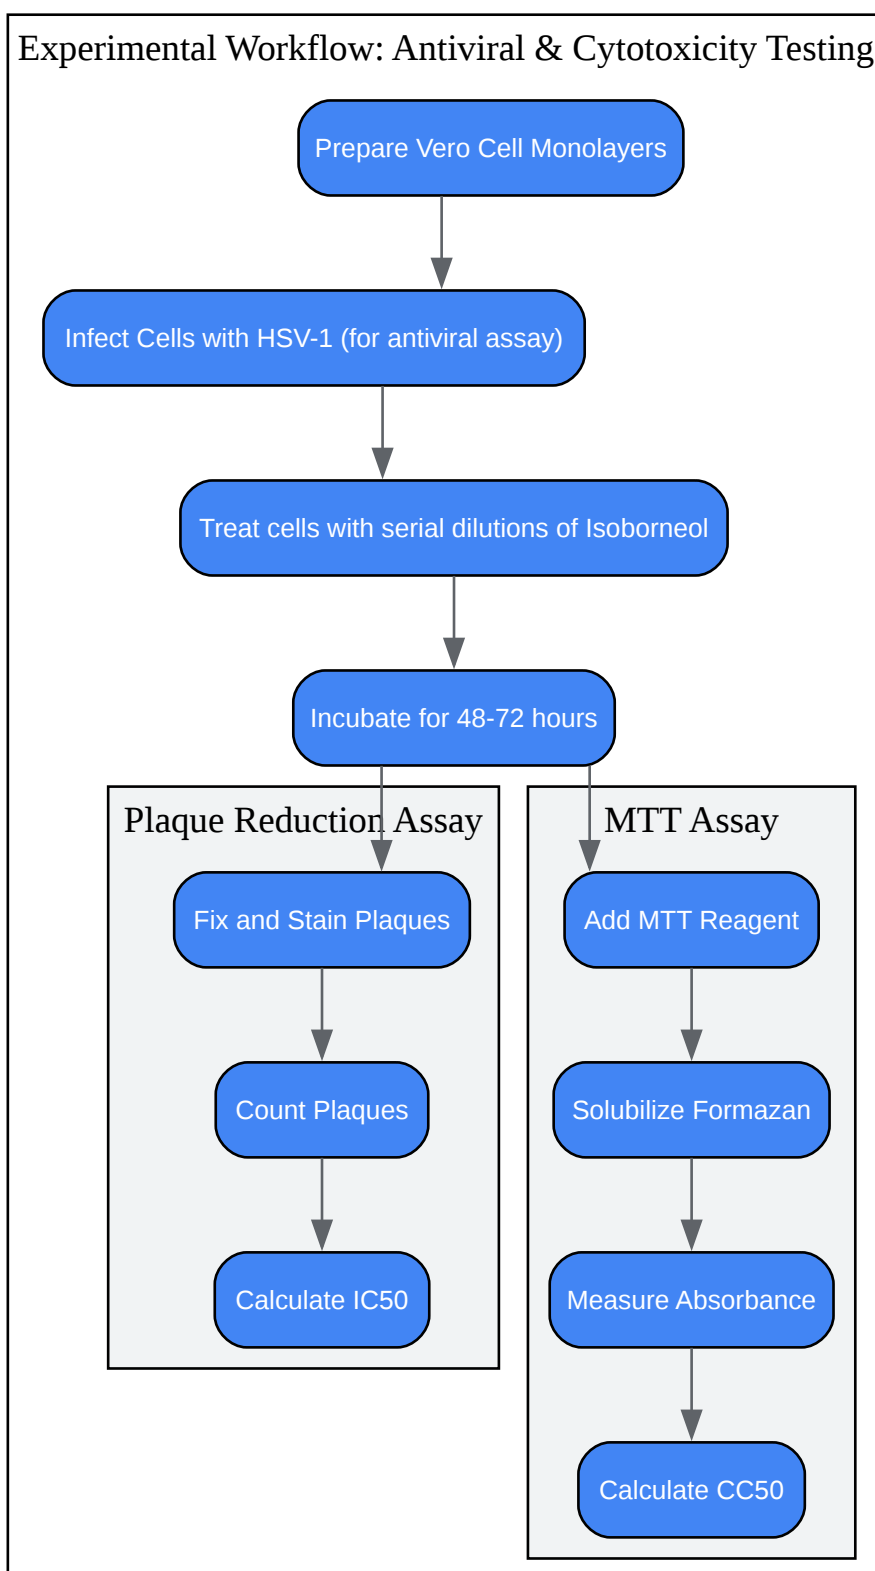 Experimental Workflow: Antiviral & Cytotoxicity Testing
Prepare Vero Cell Monolayers
Infect Cells with HSV-1 (for antiviral assay)
Treat cells with serial dilutions of Isoborneol
Incubate for 48-72 hours
Plaque Reduction Assay
Fix and Stain Plaques
Count Plaques
Calculate IC50
MTT Assay
Add MTT Reagent
Solubilize Formazan
Measure Absorbance
Calculate CC50